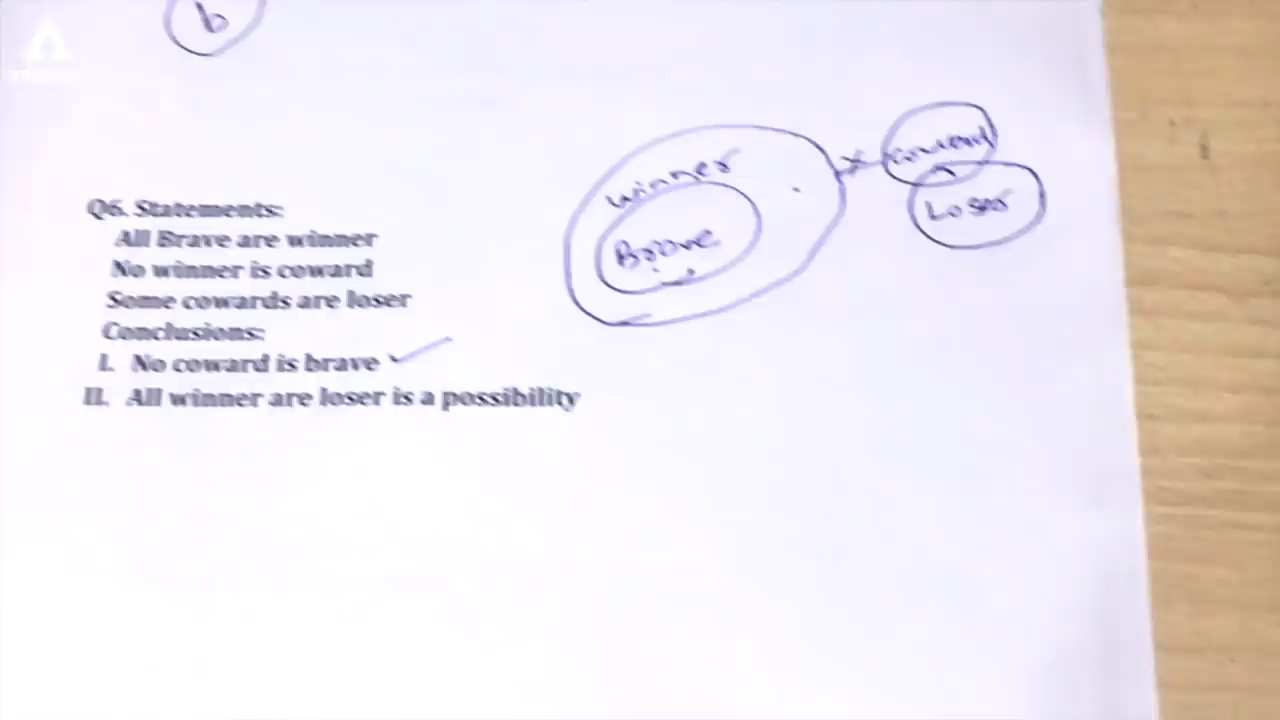 b
Q6. Statements:
All Brave are winner
No winner is coward
Some cowards are loser
Conclusions:
I. No coward is brave
II. All winner are loser is a possibility
winner
Brave
x
coward
Loser